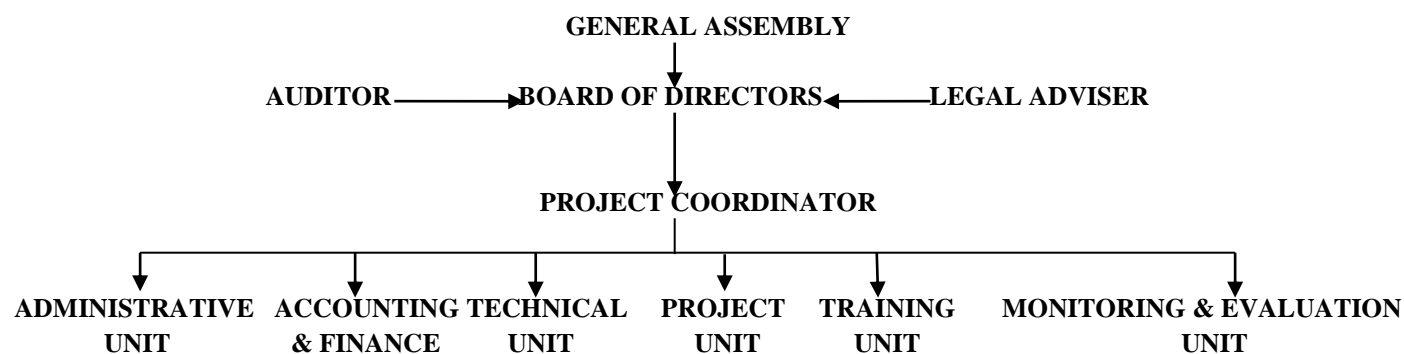 GENERAL ASSEMBLY
AUDITOR BOARD OF DIRECTORS LEGAL ADVISER
PROJECT COORDINATOR
ADMINISTRATIVE UNIT
ACCOUNTING & FINANCE
TECHNICAL UNIT
PROJECT UNIT
TRAINING UNIT
MONITORING & EVALUATION UNIT